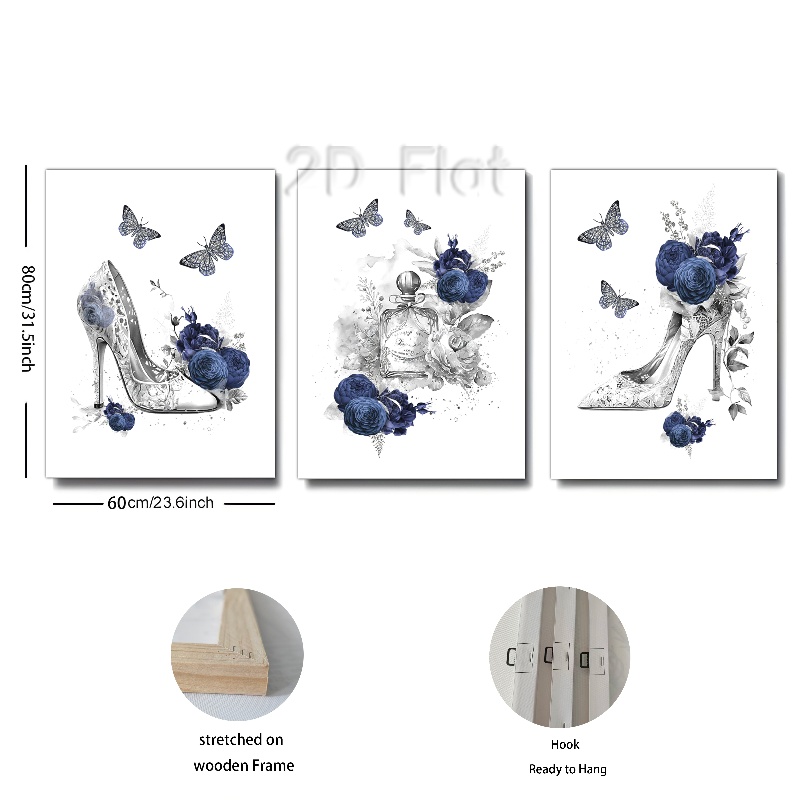 2D Flat
80cm/31.5inch
60cm/23.6inch
stretched on
wooden Frame
Hook
Ready to Hang